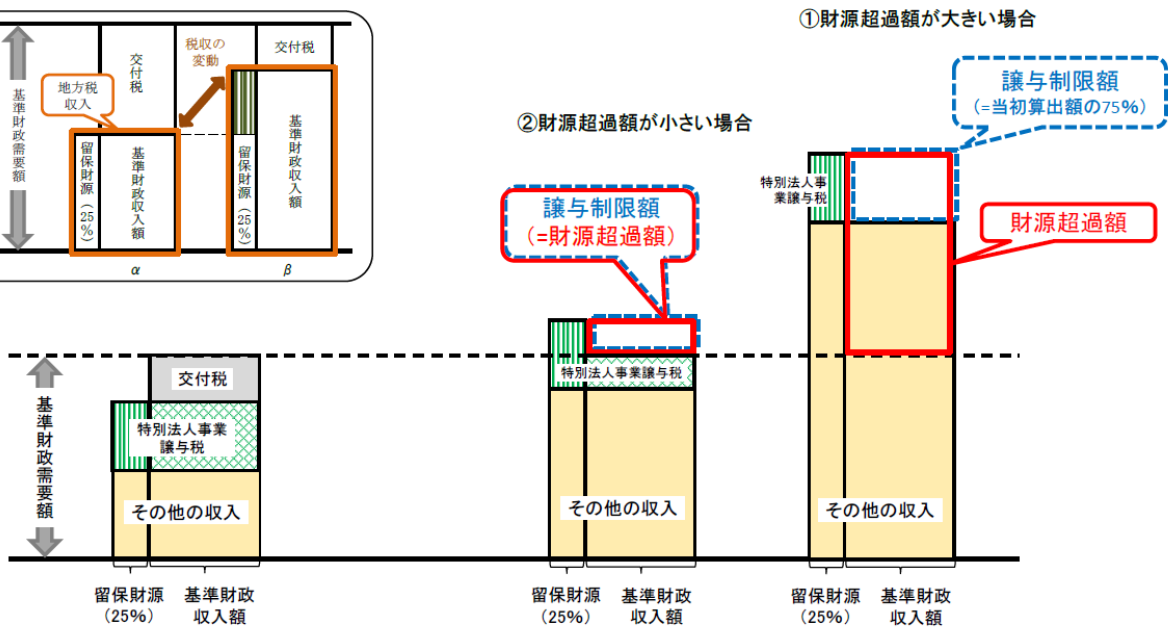 ①財源超過額が大きい場合
基準財政需要額
交付税
地方税
収入
留保財源(25%)
基準財政収入額
α
税収の
変動
交付税
留保財源(25%)
基準財政収入額
β
②財源超過額が小さい場合
譲与制限額
(=当初算出額の75%)
特別法人事
業譲与税
財源超過額
譲与制限額
(=財源超過額)
基準財政需要額
交付税
特別法人事業
譲与税
その他の収入
特別法人事業譲与税
その他の収入
その他の収入
留保財源
(25%)
基準財政
収入額
留保財源
(25%)
基準財政
収入額
留保財源
(25%)
基準財政
収入額